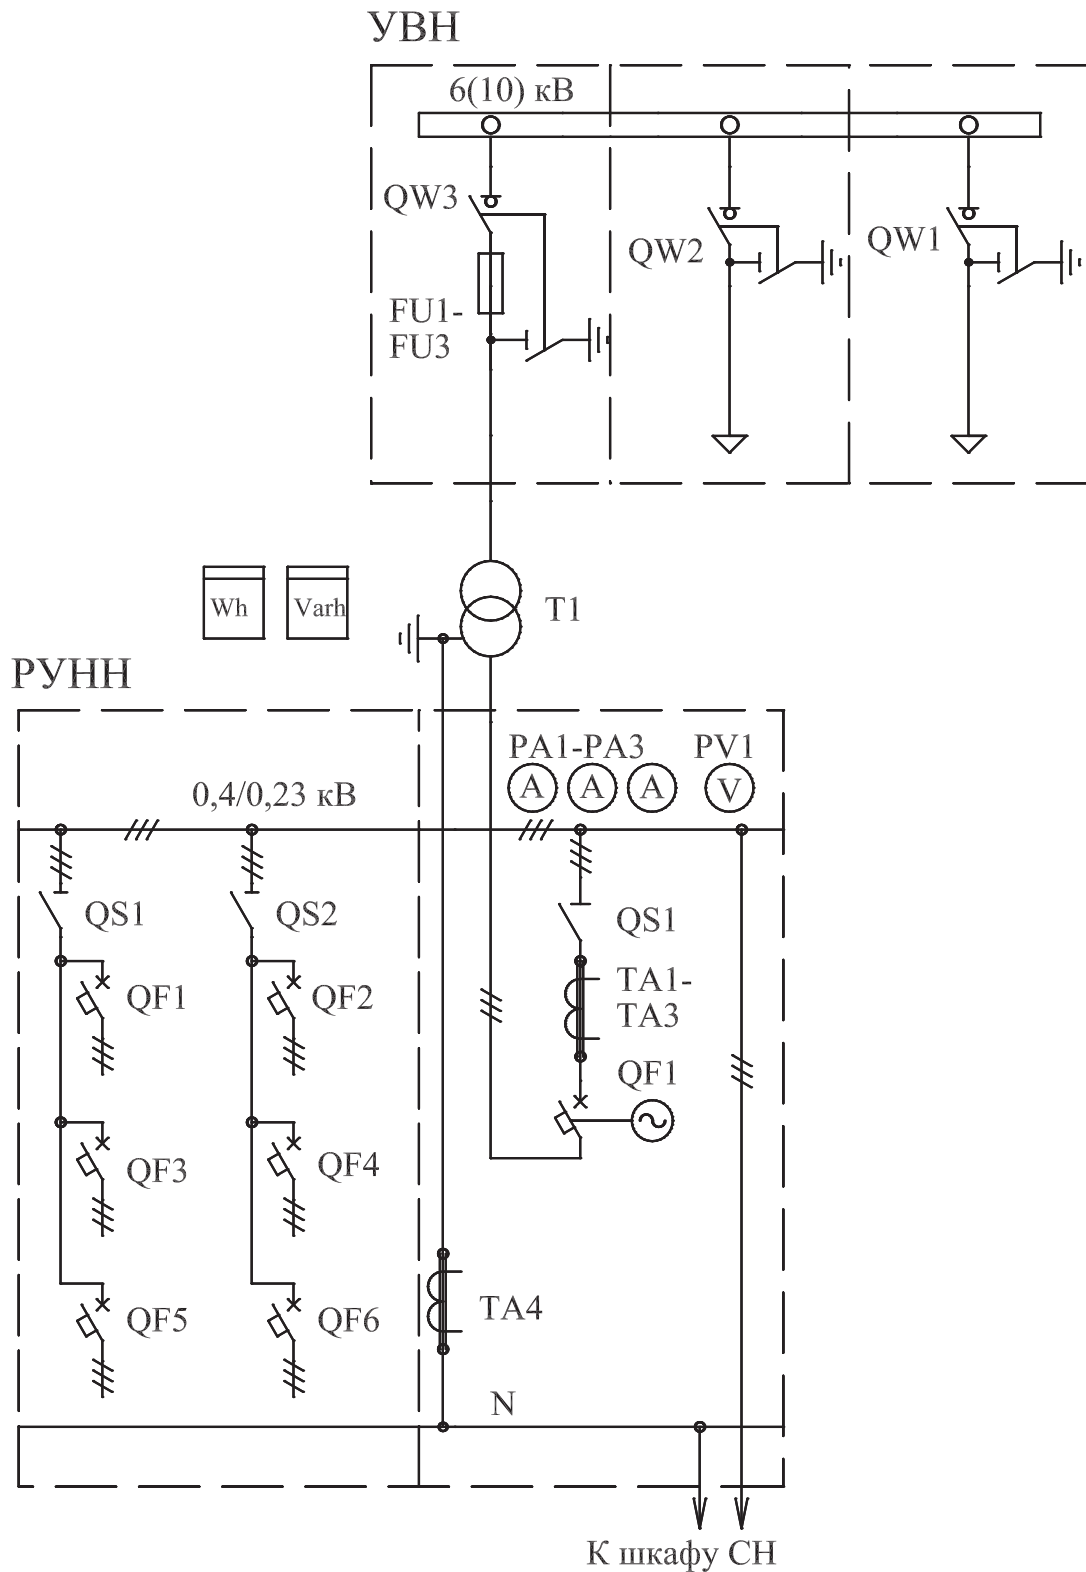 УВН
6(10) кВ
QW3
QW2
QW1
FU1-
FU3
Wh
Varh
T1
РУНН
PA1-PA3
PV1
A
A
A
V
0,4/0,23 кВ
QS1
QS2
QS1
QF1
QF2
TA1-
TA3
QF1
QF3
QF4
QF5
QF6
TA4
N
К шкафу СН